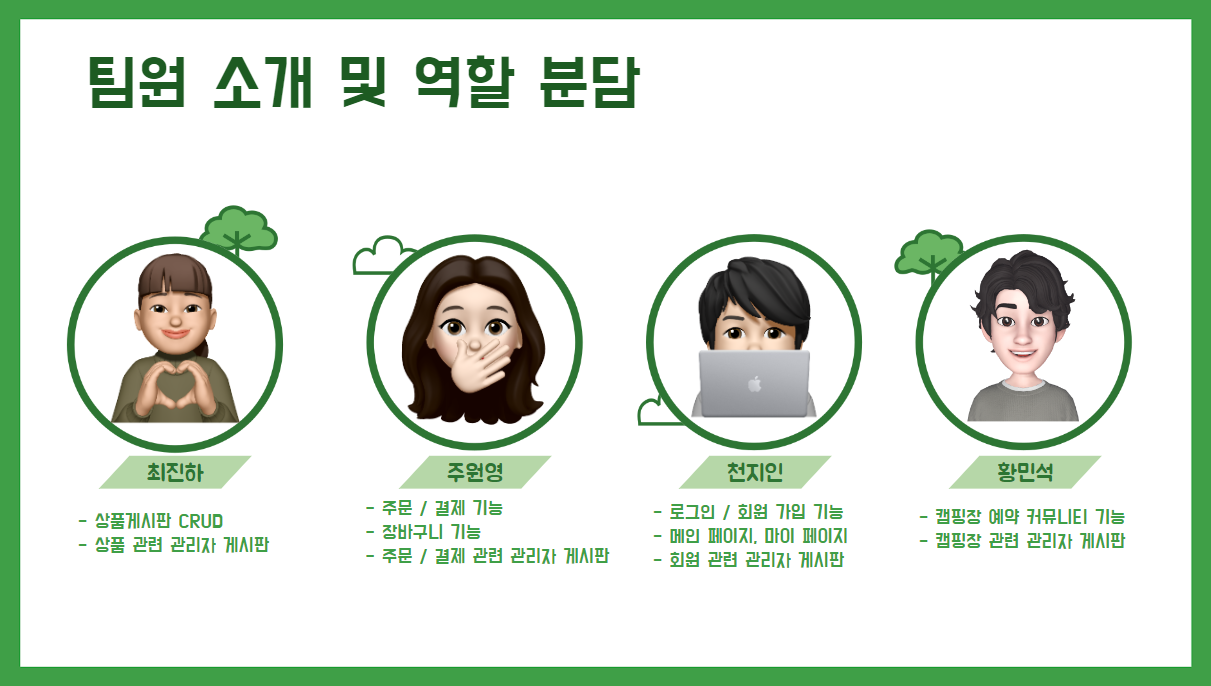 팀원 소개 및 역할 분담
최진하
- 상품게시판 CRUD
- 상품 관련 관리자 게시판
주원영
- 주문 / 결제 기능
- 장바구니 기능
- 주문 / 결제 관련 관리자 게시판
천지인
- 로그인 / 회원 가입 기능
- 메인 페이지, 마이 페이지
- 회원 관련 관리자 게시판
황민석
- 캠핑장 예약 커뮤니티 기능
- 캠핑장 관련 관리자 게시판